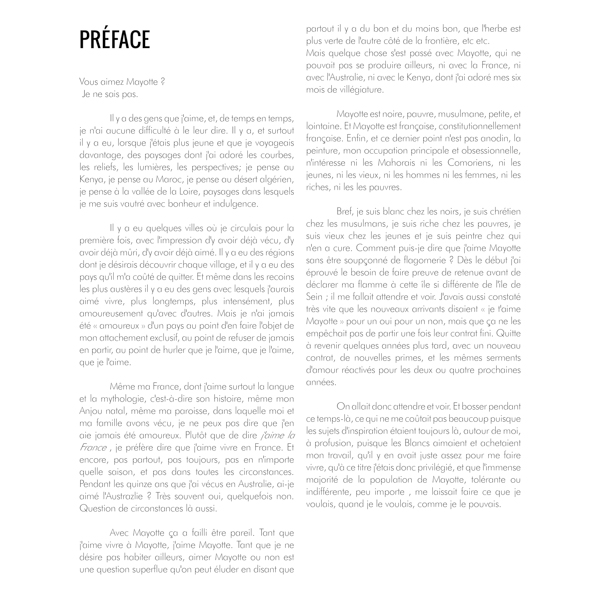 PRÉFACE
Vous aimez Mayotte ?
Je ne sais pas.
Il y a des gens que j'aime, et, de temps en temps,
je n'ai aucune difficulté à le leur dire. Il y a, et surtout
il y a eu, lorsque j'étais plus jeune et que je voyageais
davantage, des paysages dont j'ai adoré les courbes,
les reliefs, les lumières, les perspectives; je pense au
Kenya, je pense au Maroc, je pense au désert algérien,
je pense à la vallée de la Loire, paysages dans lesquels
je me suis vautré avec bonheur et indulgence.
Il y a eu quelques villes où je circulais pour la
première fois, avec l'impression d'y avoir déjà vécu, d'y
avoir déjà mûri, d'y avoir déjà aimé. Il y a eu des régions
dont je désirais découvrir chaque village, et il y a eu des
pays qu'il m'a coûté de quitter. Et même dans les recoins
les plus austères il y a eu des gens avec lesquels j'aurais
aimé vivre, plus longtemps, plus intensément, plus
amoureusement qu'avec d'autres. Mais je n'ai jamais
été « amoureux » d'un pays au point d'en faire l'objet de
mon attachement exclusif, au point de refuser de jamais
en partir, au point de hurler que je l'aime, que je l'aime,
que je l'aime.
Même ma France, dont j'aime surtout la langue
et la mythologie, c'est-à-dire son histoire, même mon
Anjou natal, même ma paroisse, dans laquelle moi et
ma famille avons vécu, je ne peux pas dire que j'en
aie jamais été amoureux. Plutôt que de dire j'aime la
France , je préfère dire que j'aime vivre en France. Et
encore, pas partout, pas toujours, pas en n'importe
quelle saison, et pas dans toutes les circonstances.
Pendant les quinze ans que j'ai vécus en Australie, ai-je
aimé l'Austrazlie ? Très souvent oui, quelquefois non.
Question de circonstances là aussi.
Avec Mayotte ça a failli être pareil. Tant que
j'aime vivre à Mayotte, j'aime Mayotte. Tant que je ne
désire pas habiter ailleurs, aimer Mayotte ou non est
une question superflue qu'on peut éluder en disant que
partout il y a du bon et du moins bon, que l'herbe est
plus verte de l'autre côté de la frontière, etc etc.
Mais quelque chose s'est passé avec Mayotte, qui ne
pouvait pas se produire ailleurs, ni avec la France, ni
avec l'Australie, ni avec le Kenya, dont j'ai adoré mes six
mois de villégiature.
Mayotte est noire, pauvre, musulmane, petite, et
lointaine. Et Mayotte est française, constitutionnellement
française. Enfin, et ce dernier point n'est pas anodin, la
peinture, mon occupation principale et obsessionnelle,
n'intéresse ni les Mahorais ni les Comoriens, ni les
jeunes, ni les vieux, ni les hommes ni les femmes, ni les
riches, ni les les pauvres.
Bref, je suis blanc chez les noirs, je suis chrétien
chez les musulmans, je suis riche chez les pauvres, je
suis vieux chez les jeunes et je suis peintre chez qui
n'en a cure. Comment puis-je dire que j'aime Mayotte
sans être soupçonné de flagornerie ? Dès le début j'ai
éprouvé le besoin de faire preuve de retenue avant de
déclarer ma flamme à cette île si différente de l'île de
Sein ; il me fallait attendre et voir. J'avais aussi constaté
très vite que les nouveaux arrivants disaient « je t'aime
Mayotte » pour un oui pour un non, mais que ça ne les
empêchait pas de partir une fois leur contrat fini. Quitte
à revenir quelques années plus tard, avec un nouveau
contrat, de nouvelles primes, et les mêmes serments
d'amour réactivés pour les deux ou quatre prochaines
années.
On allait donc attendre et voir. Et bosser pendant
ce temps-là, ce qui ne me coûtait pas beaucoup puisque
les sujets d'inspiration étaient toujours là, autour de moi,
à profusion, puisque les Blancs aimaient et achetaient
mon travail, qu'il y en avait juste assez pour me faire
vivre, qu'à ce titre j'étais donc privilégié, et que l'immense
majorité de la population de Mayotte, tolérante ou
indifférente, peu importe , me laissait faire ce que je
voulais, quand je le voulais, comme je le pouvais.